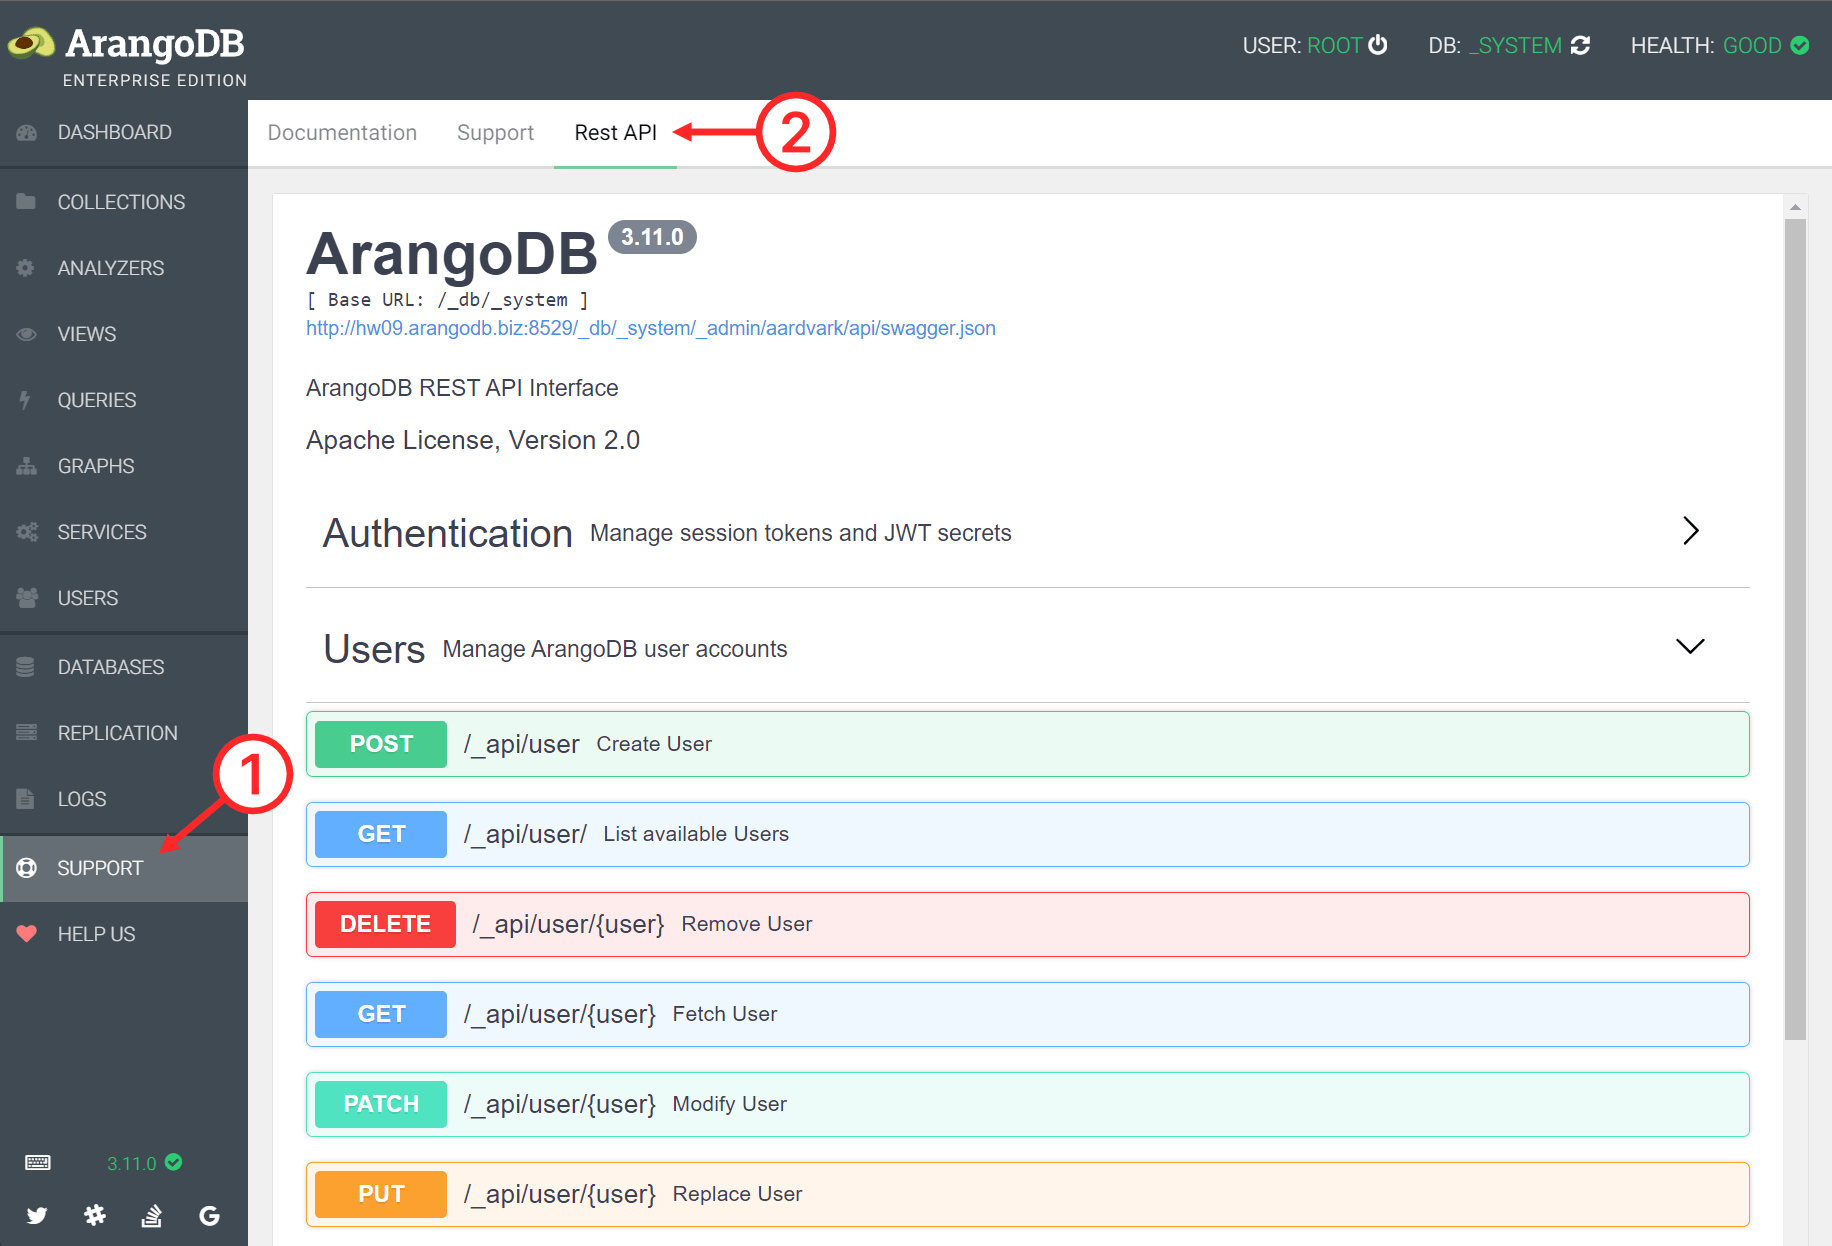 ArangoDB
ENTERPRISE EDITION
USER: ROOT
DB: _SYSTEM
HEALTH: GOOD
DASHBOARD
COLLECTIONS
ANALYZERS
VIEWS
QUERIES
GRAPHS
SERVICES
USERS
DATABASES
REPLICATION
LOGS
1
SUPPORT
HELP US
3.11.0
Documentation Support Rest API
2
ArangoDB 3.11.0
[ Base URL: /_db/_system ]
http://hw09.arangodb.biz:8529/_db/_system/_admin/aardvark/api/swagger.json
ArangoDB REST API Interface
Apache License, Version 2.0
Authentication Manage session tokens and JWT secrets
Users Manage ArangoDB user accounts
POST /_api/user Create User
GET /_api/user/ List available Users
DELETE /_api/user/{user} Remove User
GET /_api/user/{user} Fetch User
PATCH /_api/user/{user} Modify User
PUT /_api/user/{user} Replace User